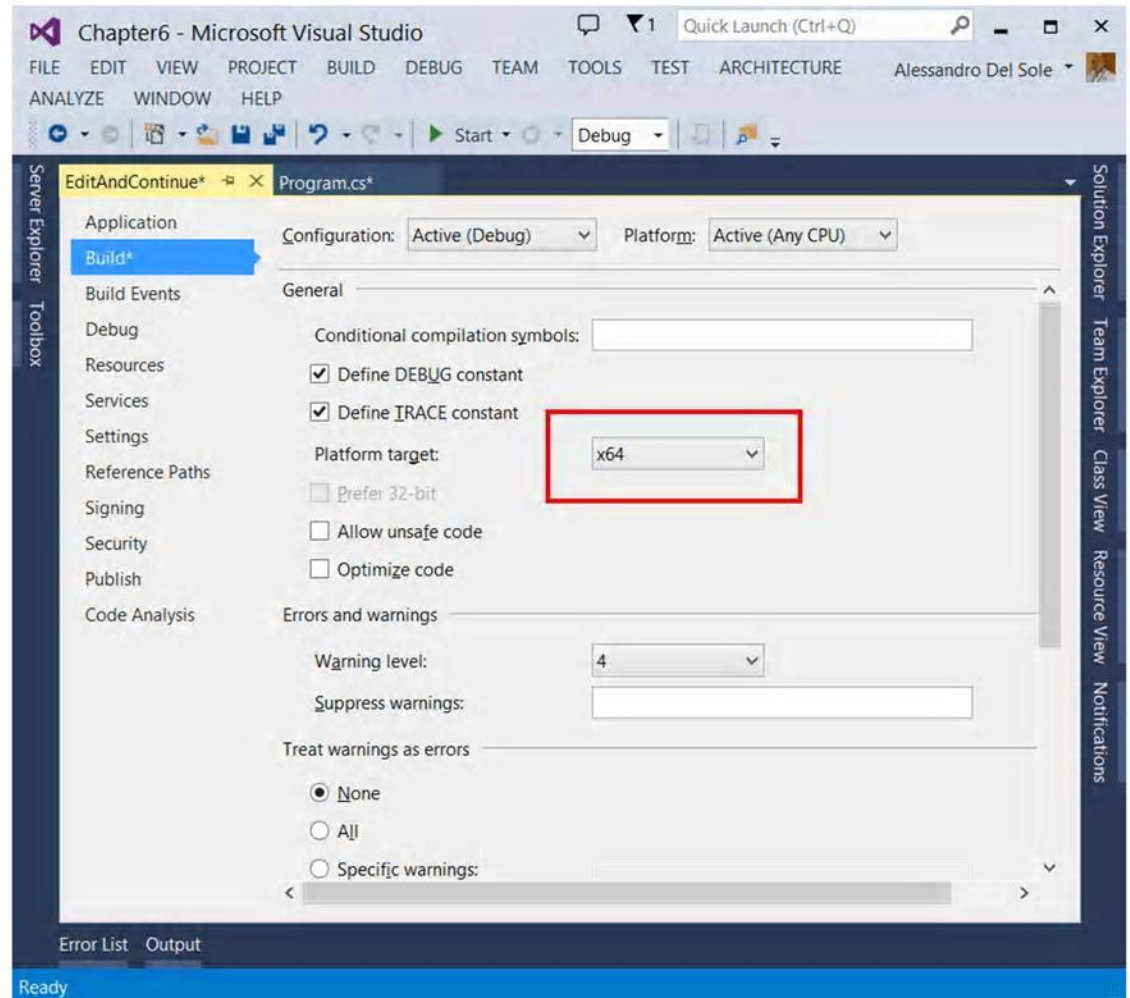 Chapter6 - Microsoft Visual Studio
1
Quick Launch (Ctrl+Q)
FILE EDIT VIEW PROJECT BUILD DEBUG TEAM TOOLS TEST ARCHITECTURE
Alessandro Del Sole
ANALYZE WINDOW HELP
Start
Debug
Server Explorer
Toolbox
EditAndContinue*
Program.cs*
Application
Build*
Build Events
Debug
Resources
Services
Settings
Reference Paths
Signing
Security
Publish
Code Analysis
Configuration: Active (Debug)
Platform: Active (Any CPU)
General
Conditional compilation symbols:
Define DEBUG constant
Define TRACE constant
Platform target: x64
Prefer 32-bit
Allow unsafe code
Optimize code
Errors and warnings
Warning level: 4
Suppress warnings:
Treat warnings as errors
None
All
Specific warnings:
Solution Explorer
Team Explorer
Class View
Resource View
Notifications
Error List Output
Ready